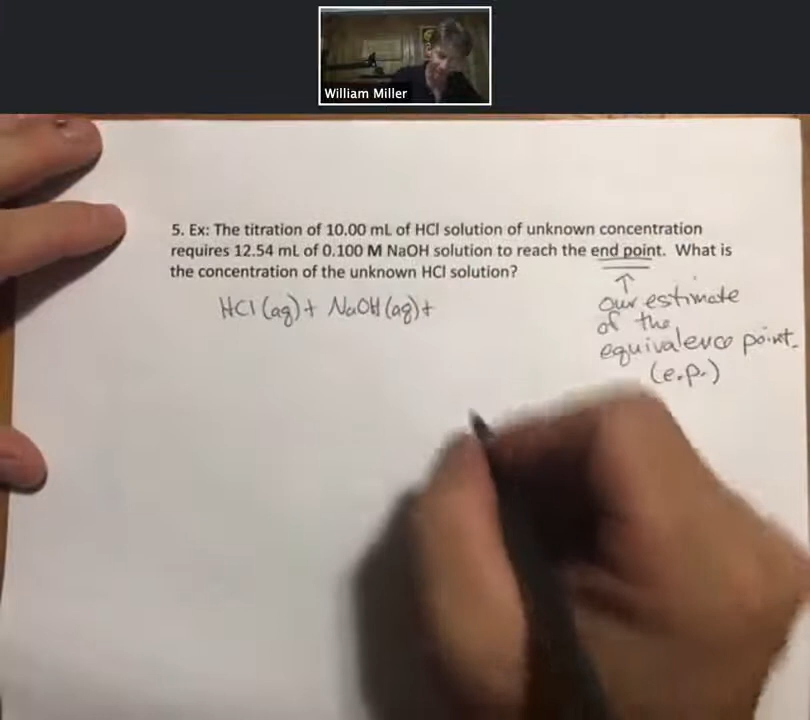 William Miller
5. Ex: The titration of 10.00 mL of HCl solution of unknown concentration
requires 12.54 mL of 0.100 M NaOH solution to reach the end point. What is
the concentration of the unknown HCl solution?
HCl(aq) + NaOH(aq) +
↑
our estimate
of the
equivalence point.
(e.p.)